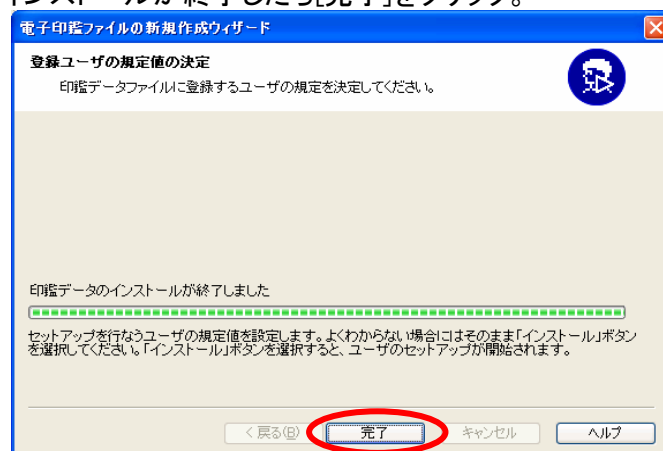 インストールが終了したら[完了]をクリック。
電子印鑑ファイルの新規作成ウィザード
登録ユーザの規定値の決定
印鑑データファイルに登録するユーザの規定を決定してください。
印鑑データのインストールが終了しました
セットアップを行なうユーザの規定値を設定します。よくわからない場合にはそのまま「インストール」ボタン
を選択してください。「インストール」ボタンを選択すると、ユーザのセットアップが開始されます。
< 戻る(B) 完了 キャンセル ヘルプ